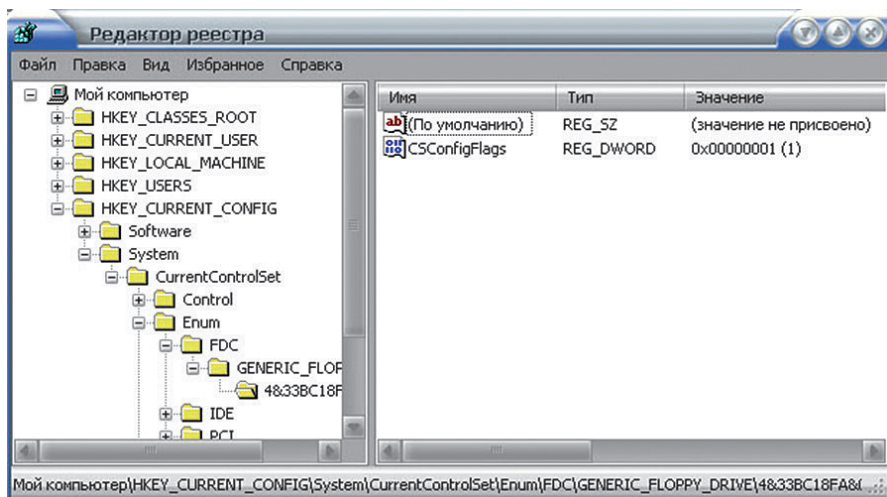 Редактор реестра
Файл Правка Вид Избранное Справка
Мой компьютер
HKEY_CLASSES_ROOT
HKEY_CURRENT_USER
HKEY_LOCAL_MACHINE
HKEY_USERS
HKEY_CURRENT_CONFIG
Software
System
CurrentControlSet
Control
Enum
FDC
GENERIC_FLOP
4&33BC18F
IDE
PCI
Имя Тип Значение
(По умолчанию) REG_SZ (значение не присвоено)
CSConfigFlags REG_DWORD 0x00000001 (1)
Мой компьютер\HKEY_CURRENT_CONFIG\System\CurrentControlSet\Enum\FDC\GENERIC_FLOPPY_DRIVE\4&33BC18FA&(